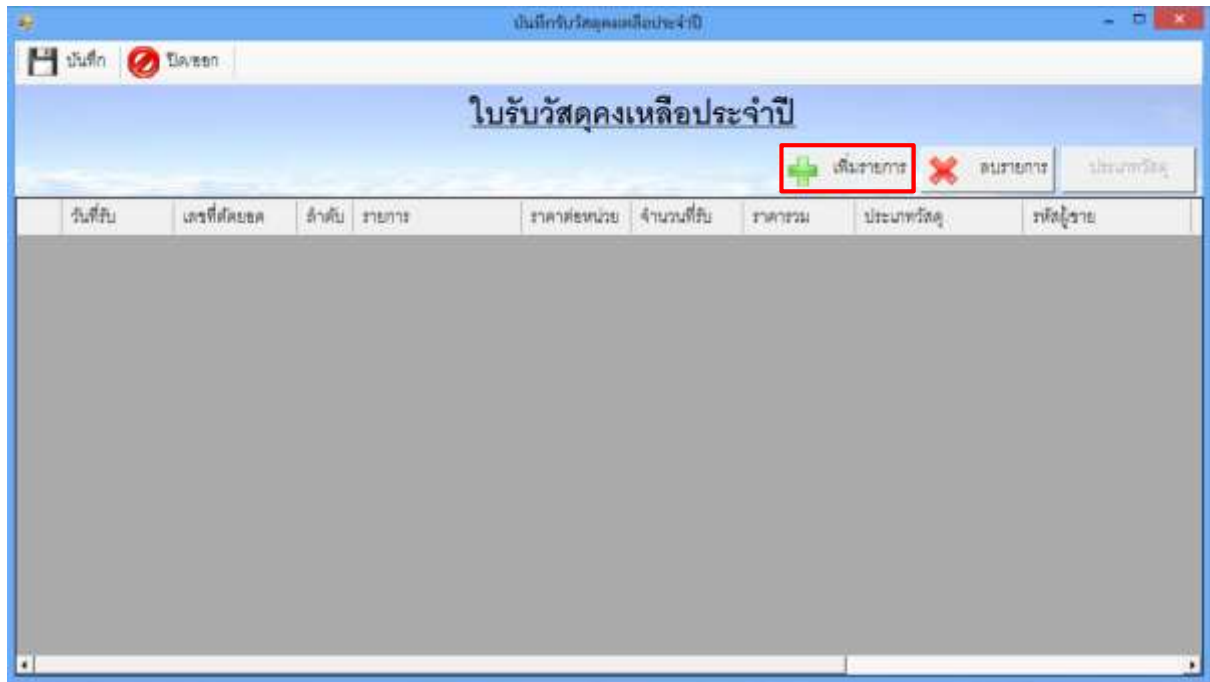 บันทึกรับวัสดุคงเหลือประจำปี
บันทึก ปิด/ออก
ใบรับวัสดุคงเหลือประจำปี
เพิ่มรายการ ลบรายการ ประเภทวัสดุ
วันที่รับ เลขที่ตัดยอด ลำดับ รายการ ราคาต่อหน่วย จำนวนที่รับ ราคารวม ประเภทวัสดุ รหัสผู้ขาย